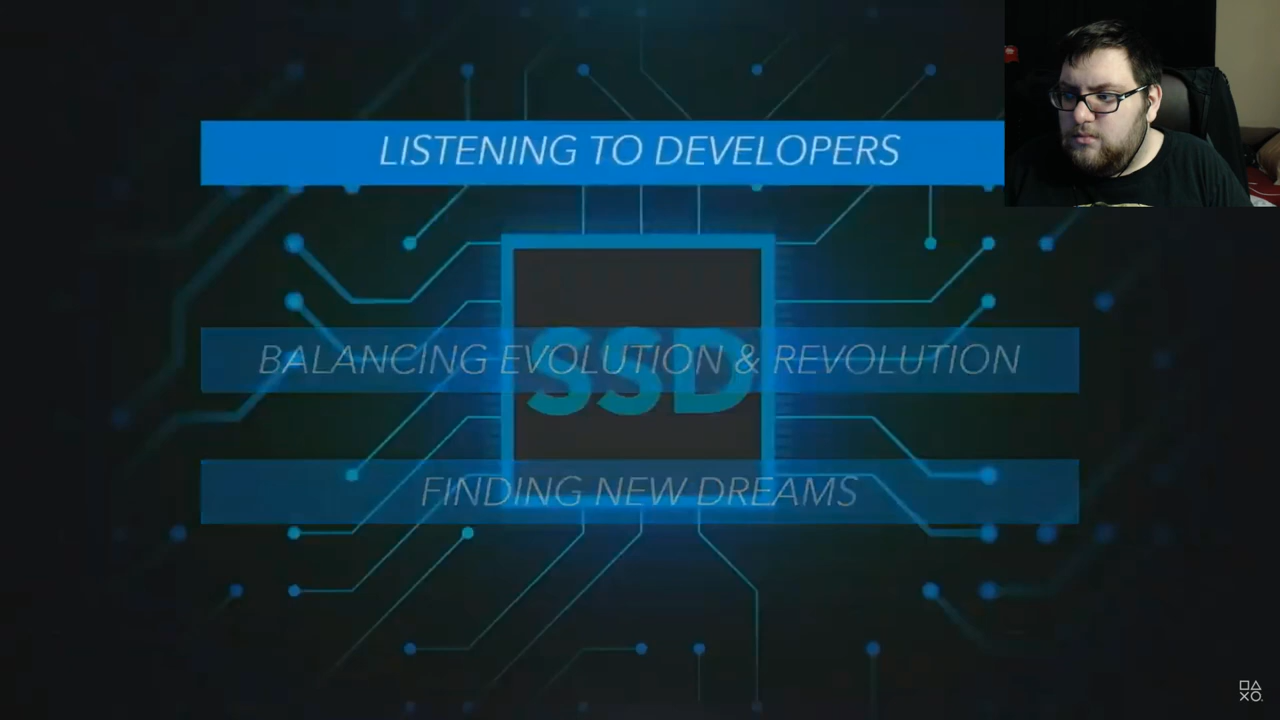 LISTENING TO DEVELOPERS
BALANCING EVOLUTION & REVOLUTION
SSD
FINDING NEW DREAMS